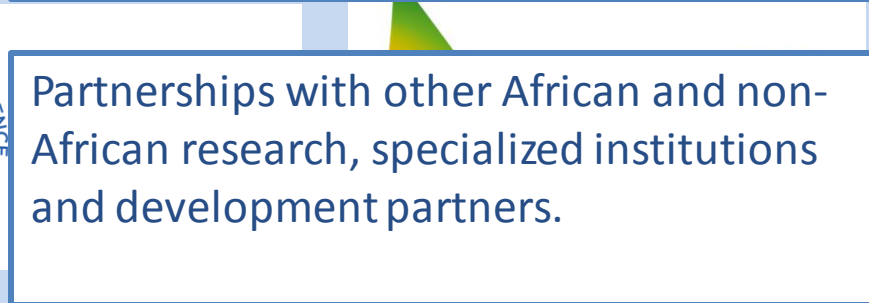 Partnerships with other African and non-
African research, specialized institutions
and development partners.